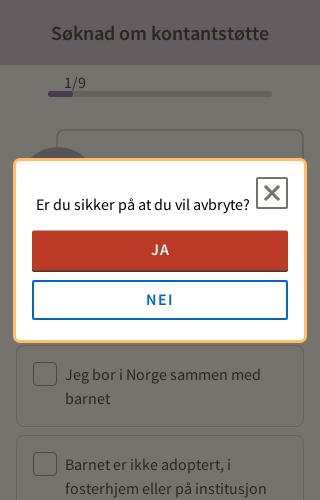 Søknad om kontantstøtte
1/9
Er du sikker på at du vil avbryte?
JA
NEI
Jeg bor i Norge sammen med
barnet
Barnet er ikke adoptert, i
fosterhjem eller på institusjon